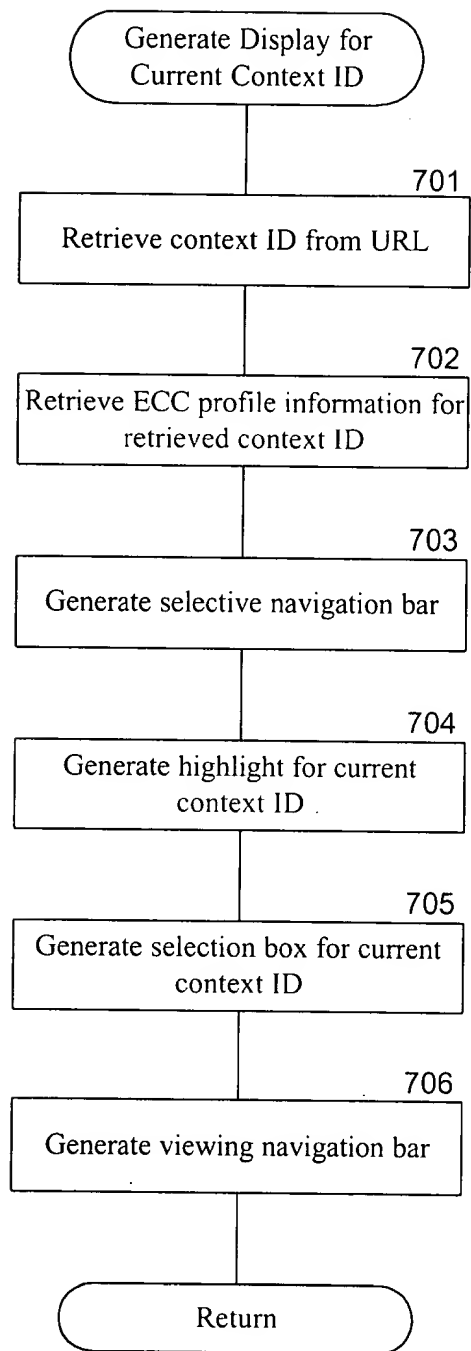 Generate Display for
Current Context ID
701
Retrieve context ID from URL
702
Retrieve ECC profile information for
retrieved context ID
703
Generate selective navigation bar
704
Generate highlight for current
context ID
705
Generate selection box for current
context ID
706
Generate viewing navigation bar
Return